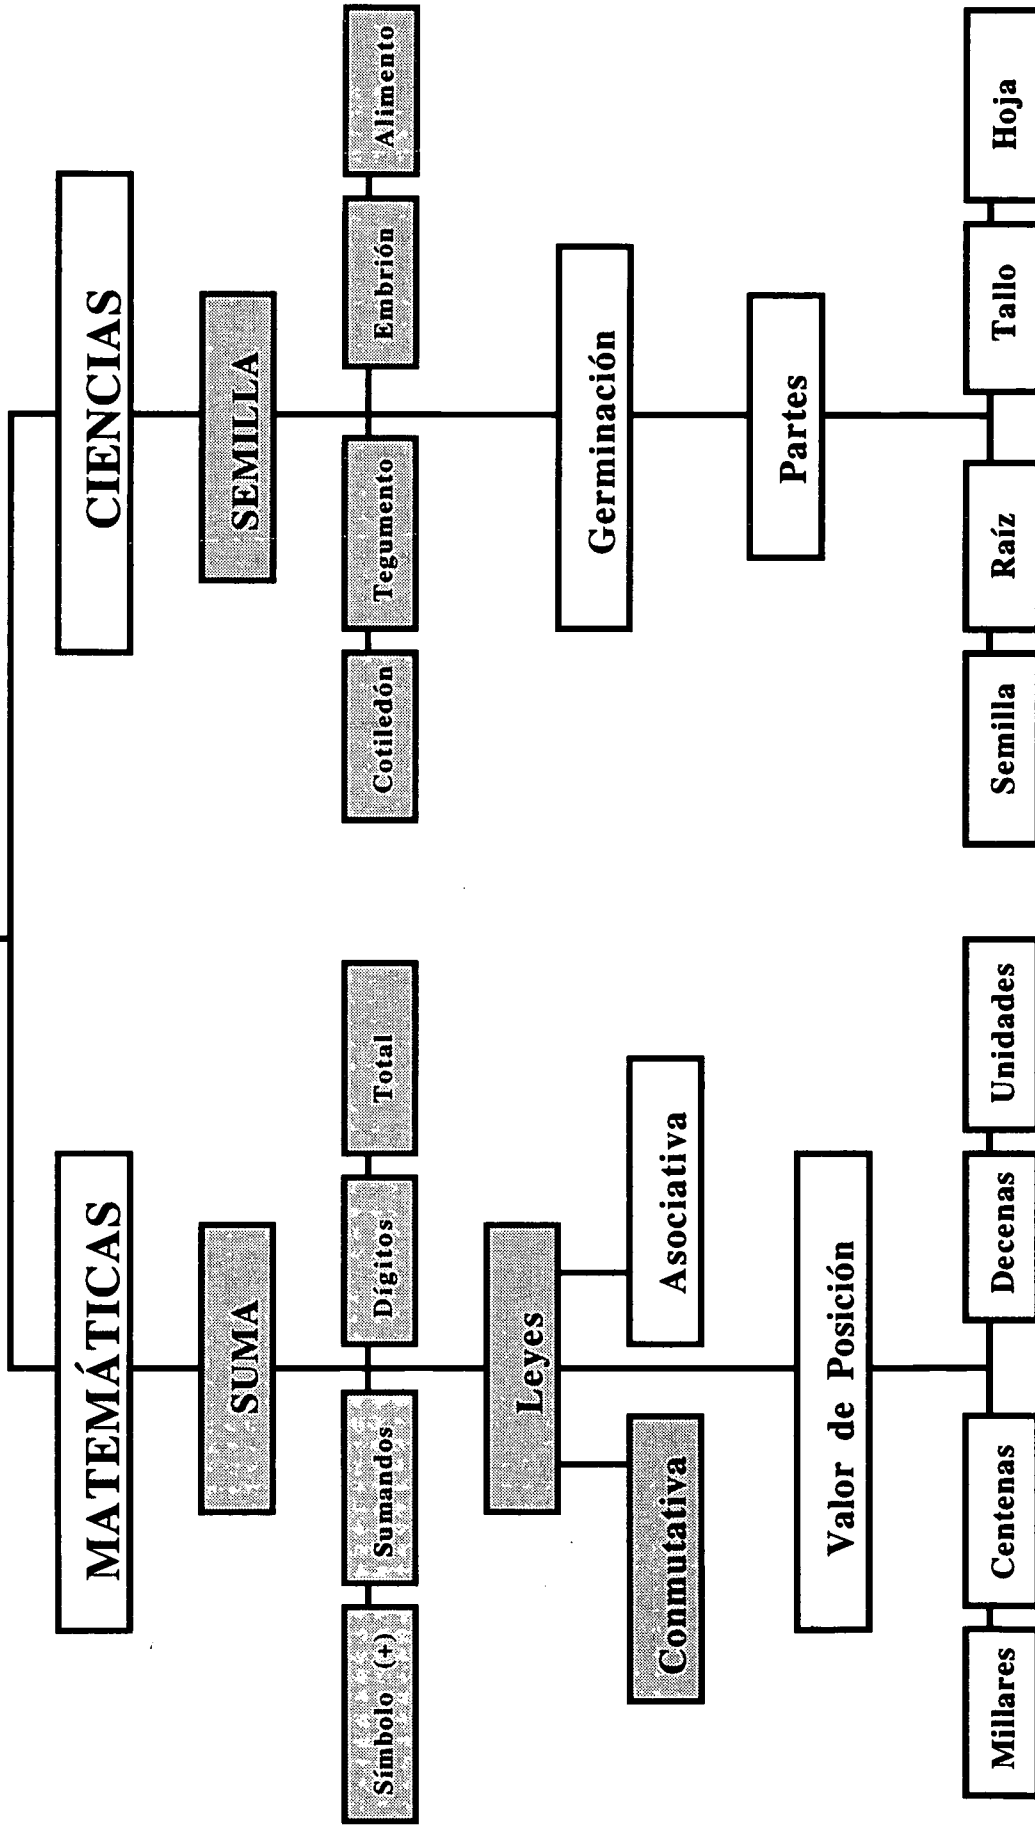 MATEMÁTICAS
SUMA
Símbolo (+)
Sumandos
Dígitos
Total
Leyes
Conmutativa
Asociativa
Valor de Posición
Millares
Centenas
Decenas
Unidades
CIENCIAS
SEMILLA
Cotiledón
Tegumento
Embrión
Alimento
Germinación
Partes
Semilla
Raíz
Tallo
Hoja